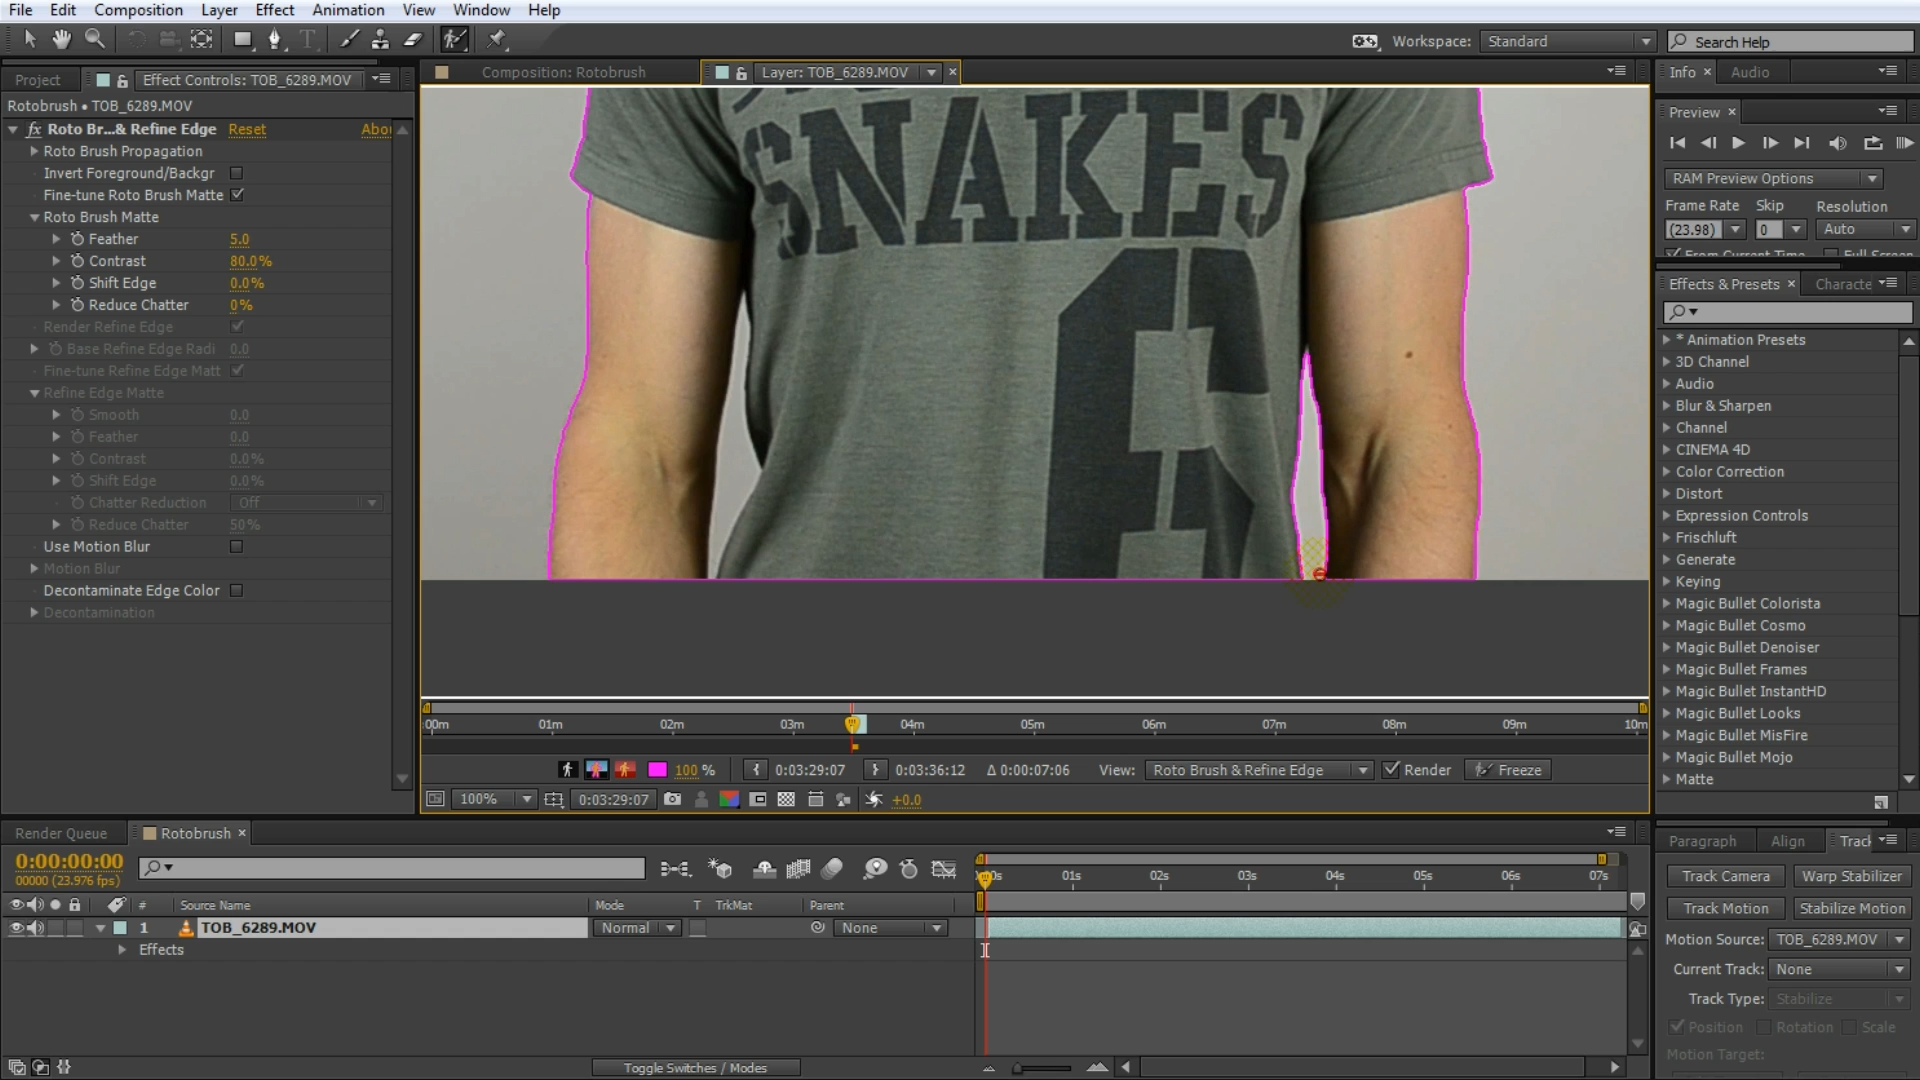 File Edit Composition Layer Effect Animation View Window Help
Workspace: Standard Search Help
Project Effect Controls: TOB_6289.MOV
Rotobrush • TOB_6289.MOV
fx Roto Br...& Refine Edge Reset Abo
Roto Brush Propagation
Invert Foreground/Backgr
Fine-tune Roto Brush Matte
Roto Brush Matte
Feather 5.0
Contrast 80.0%
Shift Edge 0.0%
Reduce Chatter 0%
Render Refine Edge
Base Refine Edge Radi 0.0
Fine-tune Refine Edge Matt
Refine Edge Matte
Smooth 0.0
Feather 0.0
Contrast 0.0%
Shift Edge 0.0%
Chatter Reduction Off
Reduce Chatter 50%
Use Motion Blur
Motion Blur
Decontaminate Edge Color
Decontamination
Composition: Rotobrush Layer: TOB_6289.MOV
SNAKES
:00m 01m 02m 03m 04m 05m 06m 07m 08m 09m 10m
100 % 0:03:29:07 0:03:36:12 Δ 0:00:07:06 View: Roto Brush & Refine Edge Render Freeze
100% 0:03:29:07 +0.0
Info Audio
Preview
RAM Preview Options
Frame Rate Skip Resolution
(23.98) 0 Auto
From Current Time Full Screen
Effects & Presets Characte
* Animation Presets
3D Channel
Audio
Blur & Sharpen
Channel
CINEMA 4D
Color Correction
Distort
Expression Controls
Frischluft
Generate
Keying
Magic Bullet Colorista
Magic Bullet Cosmo
Magic Bullet Denoiser
Magic Bullet Frames
Magic Bullet InstantHD
Magic Bullet Looks
Magic Bullet MisFire
Magic Bullet Mojo
Matte
Render Queue Rotobrush
0:00:00:00
00000 (23.976 fps)
# Source Name Mode T TrkMat Parent
1 TOB_6289.MOV Normal None
Effects
01s 02s 03s 04s 05s 06s 07s
Toggle Switches / Modes
Paragraph Align Track
Track Camera Warp Stabilizer
Track Motion Stabilize Motion
Motion Source: TOB_6289.MOV
Current Track: None
Track Type: Stabilize
Position Rotation Scale
Motion Target: